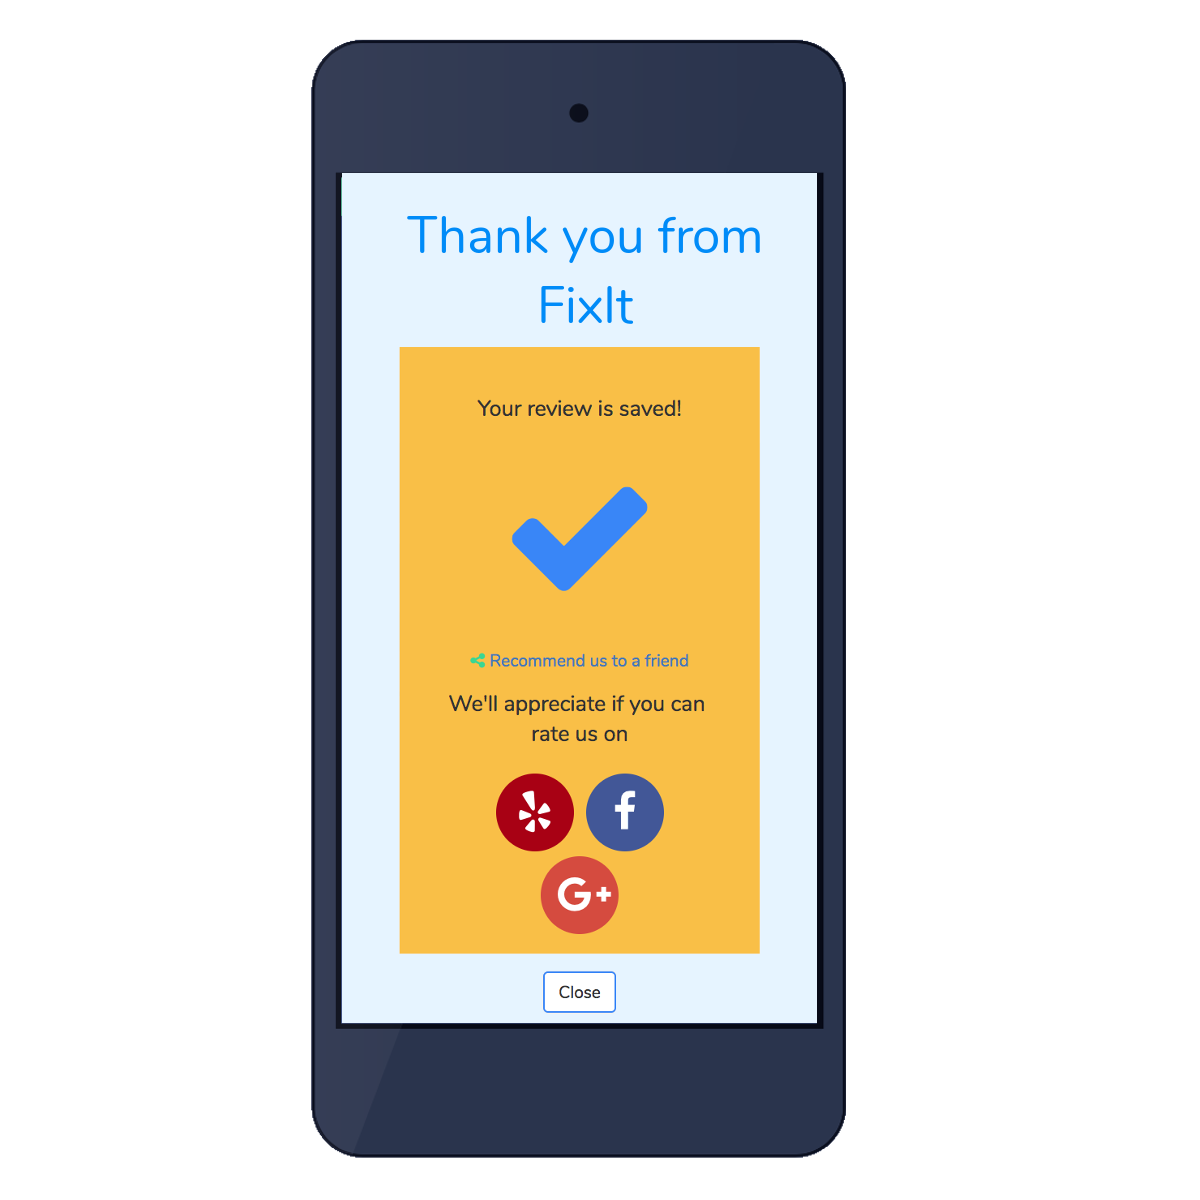 Thank you from
FixIt
Your review is saved!
Recommend us to a friend
We'll appreciate if you can
rate us on
f
G+
Close